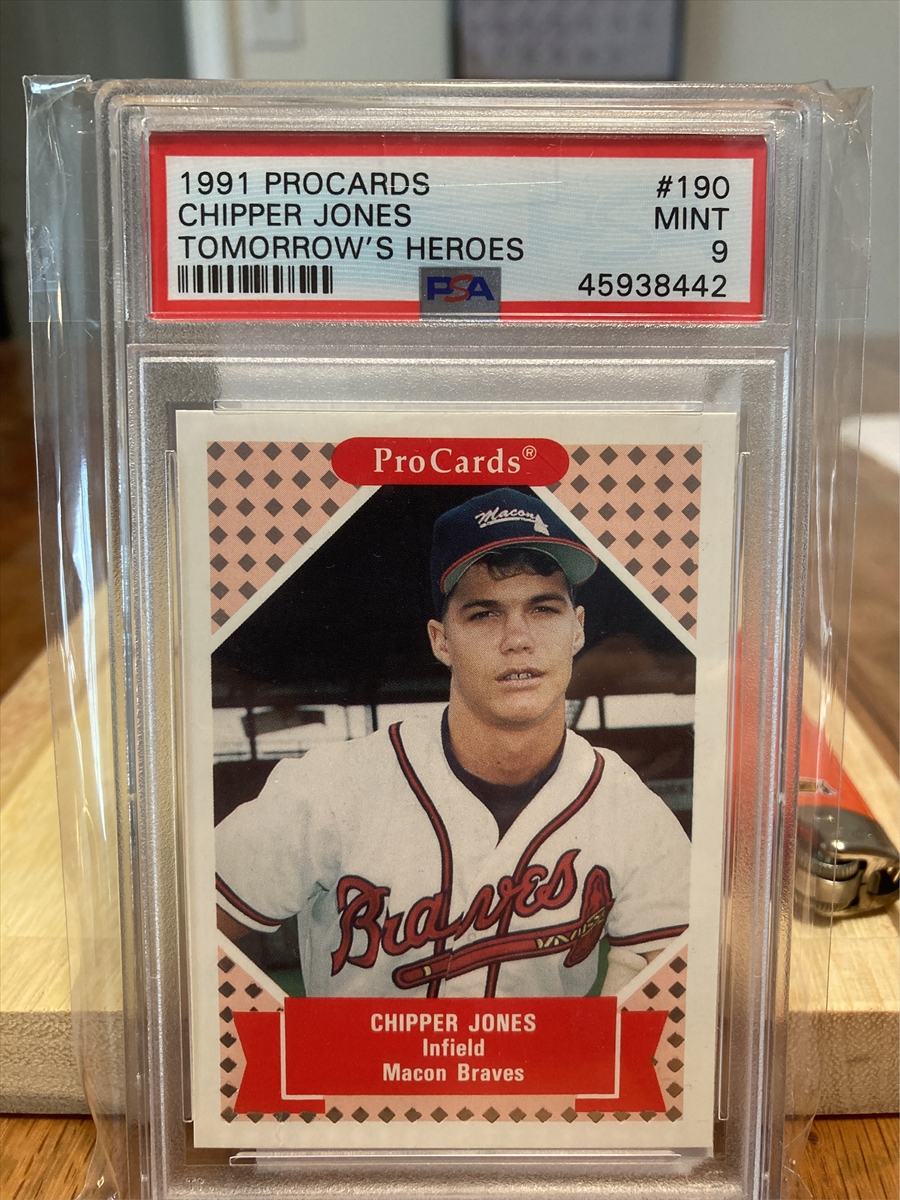 1991 PROCARDS #190
CHIPPER JONES MINT
TOMORROW'S HEROES 9
PSA 45938442
ProCards®
Macon
Braves
CHIPPER JONES
Infield
Macon Braves